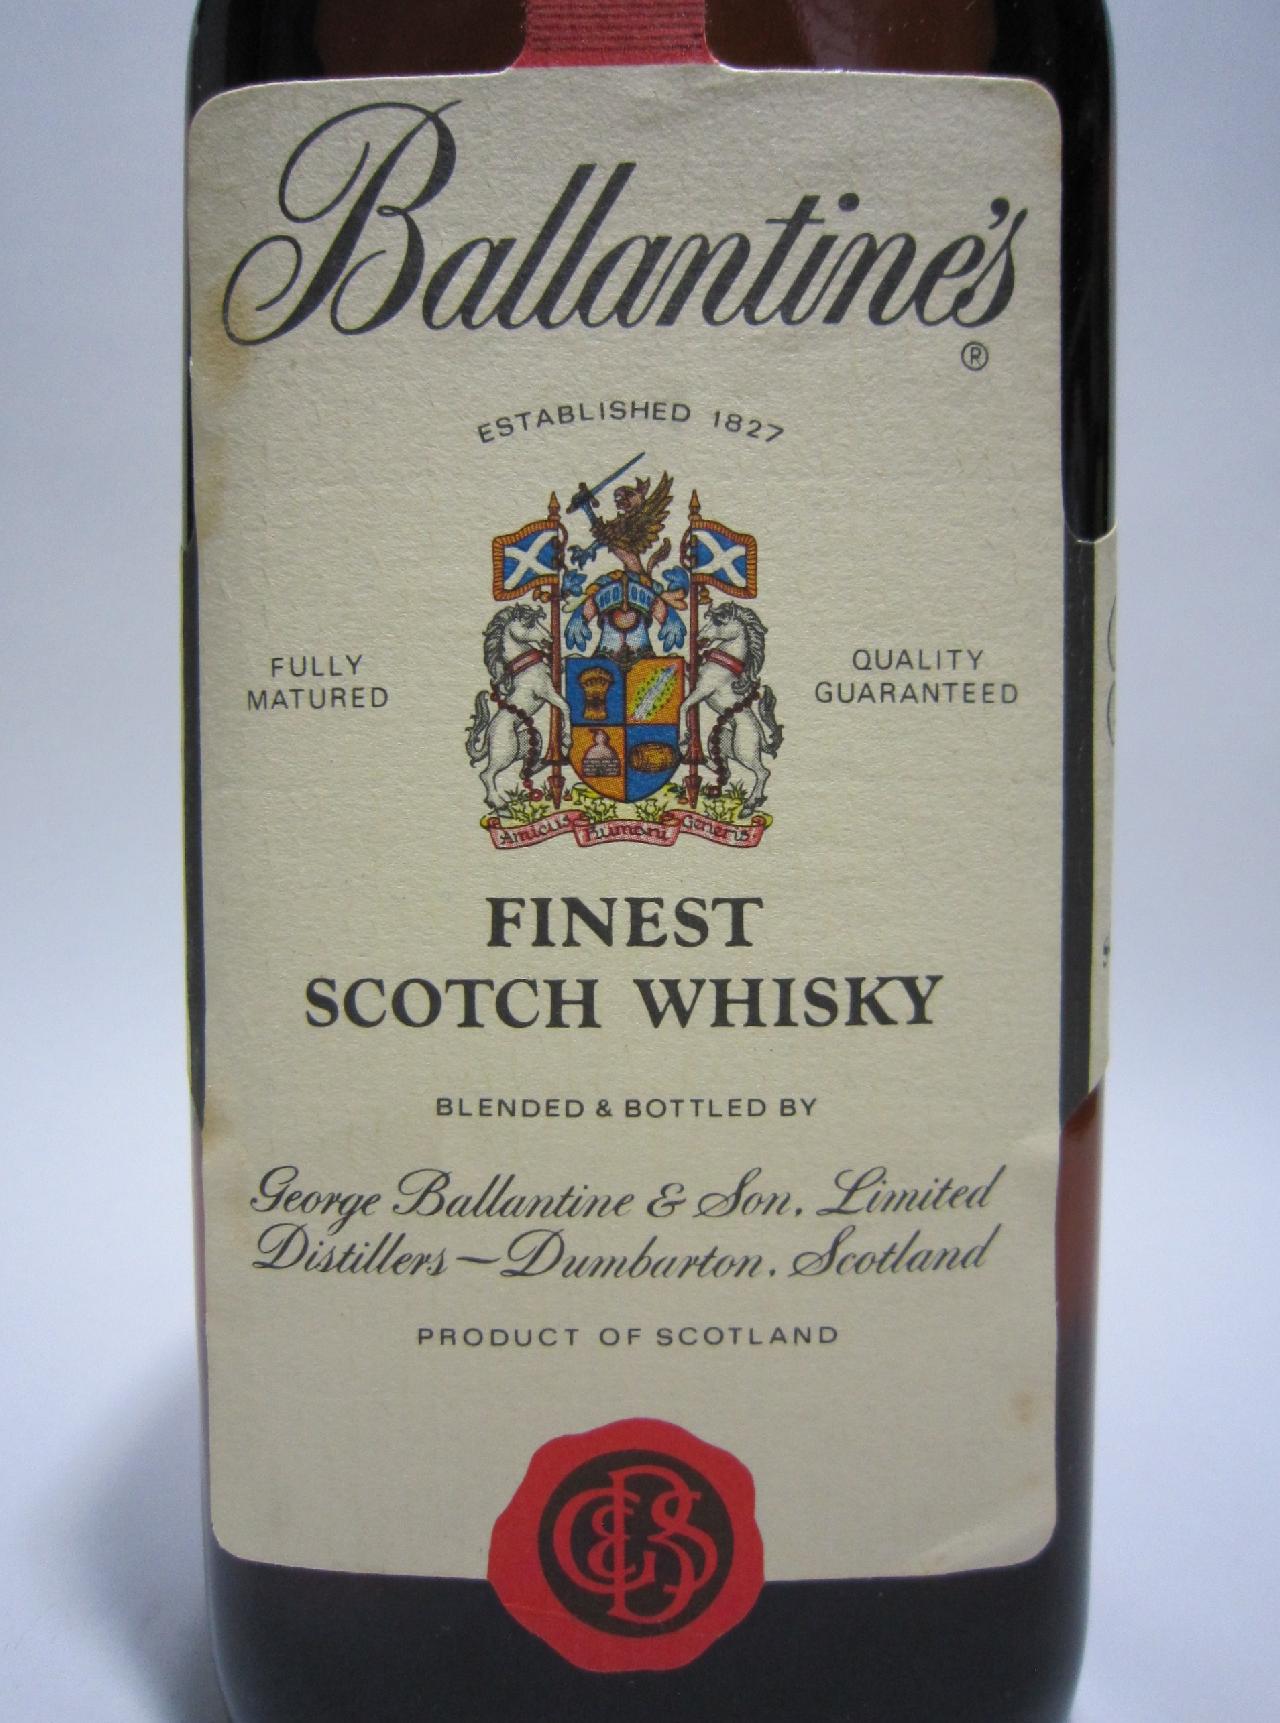 Ballantine's
®
ESTABLISHED 1827
FULLY
MATURED
QUALITY
GUARANTEED
Amicus Humani Generis
FINEST
SCOTCH WHISKY
BLENDED & BOTTLED BY
George Ballantine & Son, Limited
Distillers — Dumbarton, Scotland
PRODUCT OF SCOTLAND
GB&S